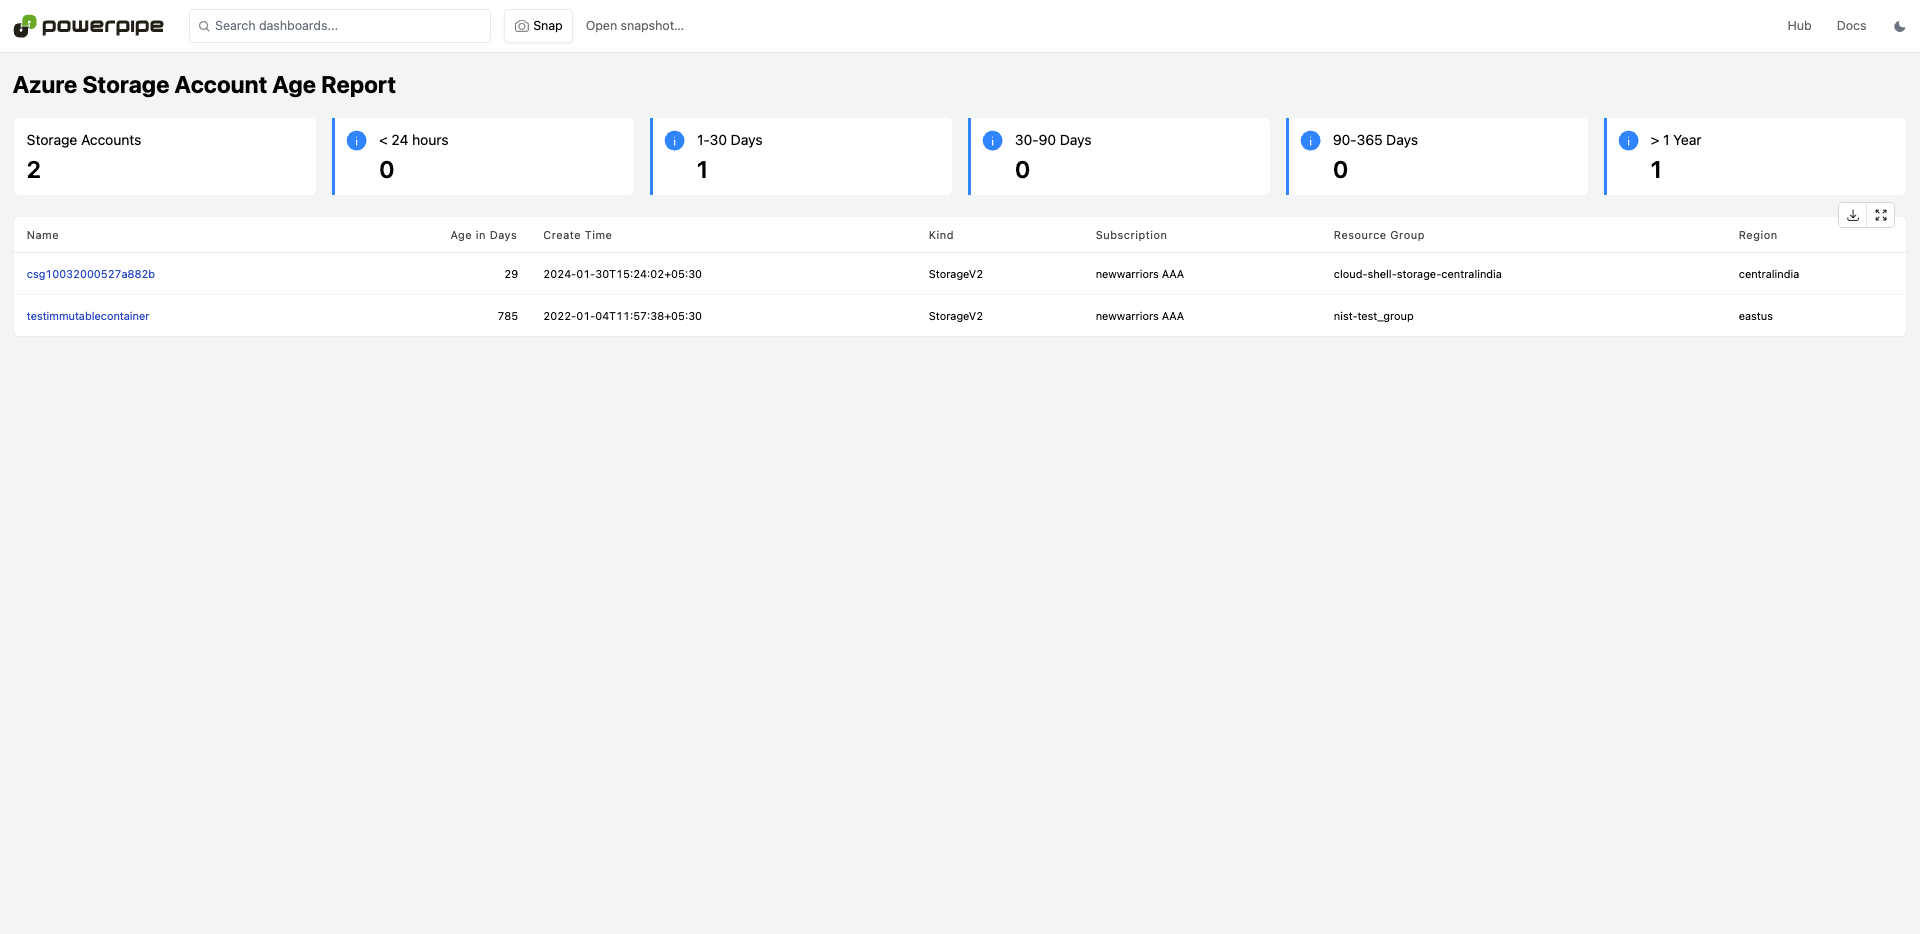 powerpipe Search dashboards... Snap Open snapshot... Hub Docs
Azure Storage Account Age Report
Storage Accounts < 24 hours 1-30 Days 30-90 Days 90-365 Days > 1 Year
2 0 1 0 0 1
Name Age in Days Create Time Kind Subscription Resource Group Region
csg10032000527a882b 29 2024-01-30T15:24:02+05:30 StorageV2 newwarriors AAA cloud-shell-storage-centralindia centralindia
testimmutablecontainer 785 2022-01-04T11:57:38+05:30 StorageV2 newwarriors AAA nist-test_group eastus